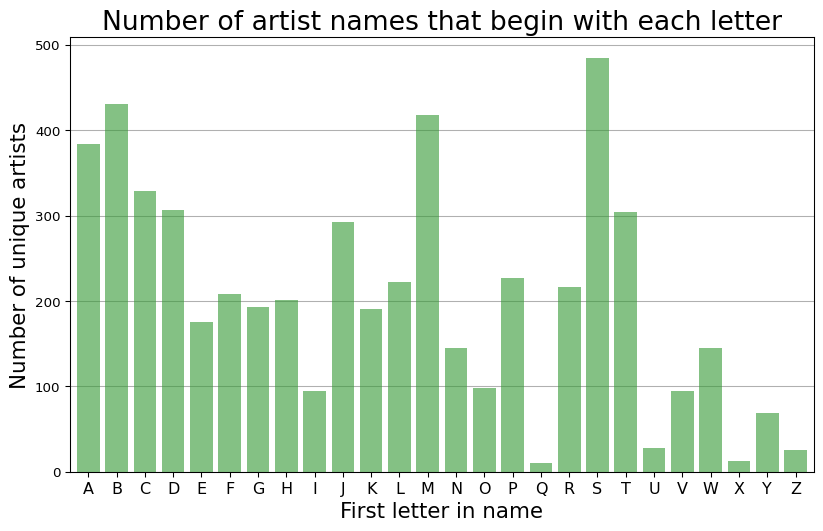 Number of artist names that begin with each letter
Number of unique artists
500
400
300
200
100
0
A B C D E F G H I J K L M N O P Q R S T U V W X Y Z
First letter in name